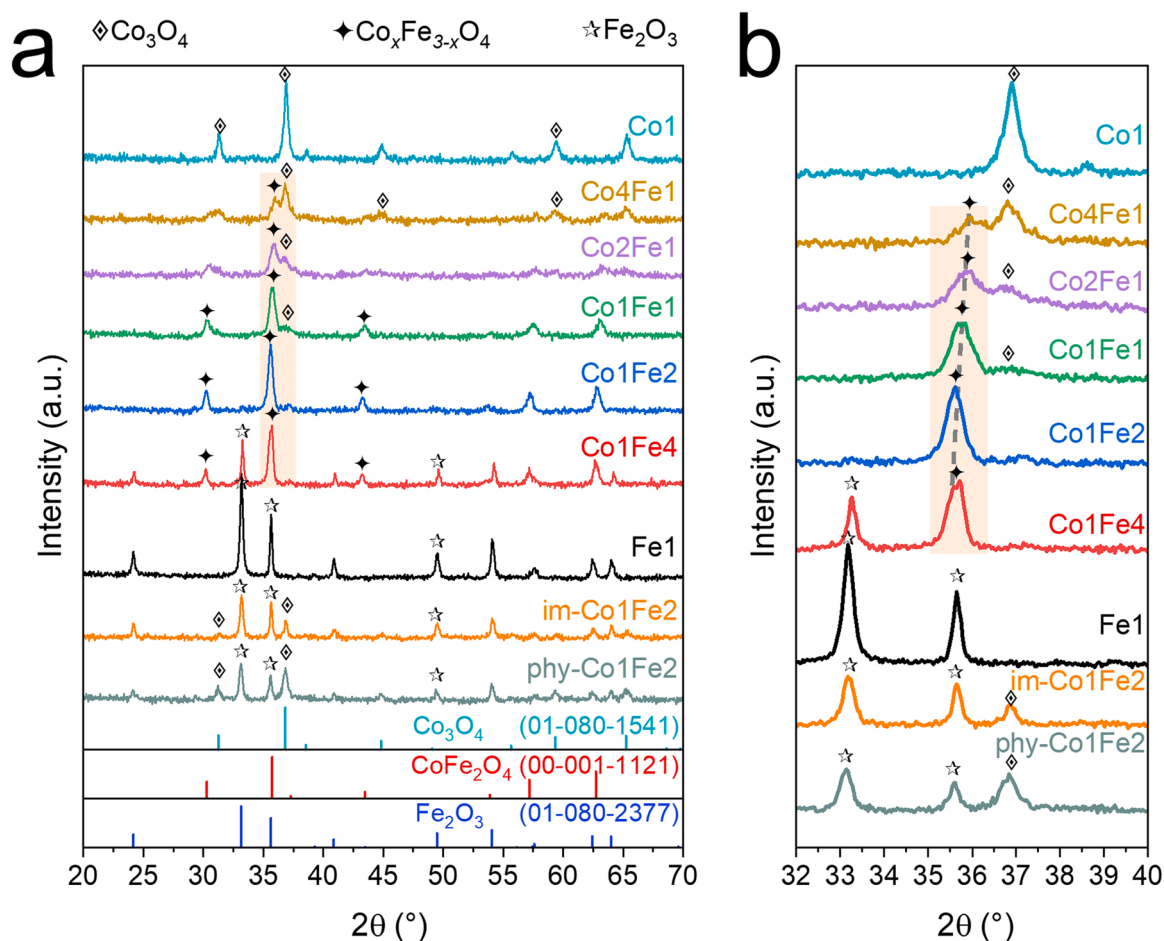 a
Co₃O₄
CoₓFe₃₋ₓO₄
Fe₂O₃
Co1
Co4Fe1
Co2Fe1
Co1Fe1
Co1Fe2
Co1Fe4
Fe1
im-Co1Fe2
phy-Co1Fe2
Co₃O₄ (01-080-1541)
CoFe₂O₄ (00-001-1121)
Fe₂O₃ (01-080-2377)
Intensity (a.u.)
20 25 30 35 40 45 50 55 60 65 70
2θ (°)
b
Co1
Co4Fe1
Co2Fe1
Co1Fe1
Co1Fe2
Co1Fe4
Fe1
im-Co1Fe2
phy-Co1Fe2
Intensity (a.u.)
32 33 34 35 36 37 38 39 40
2θ (°)